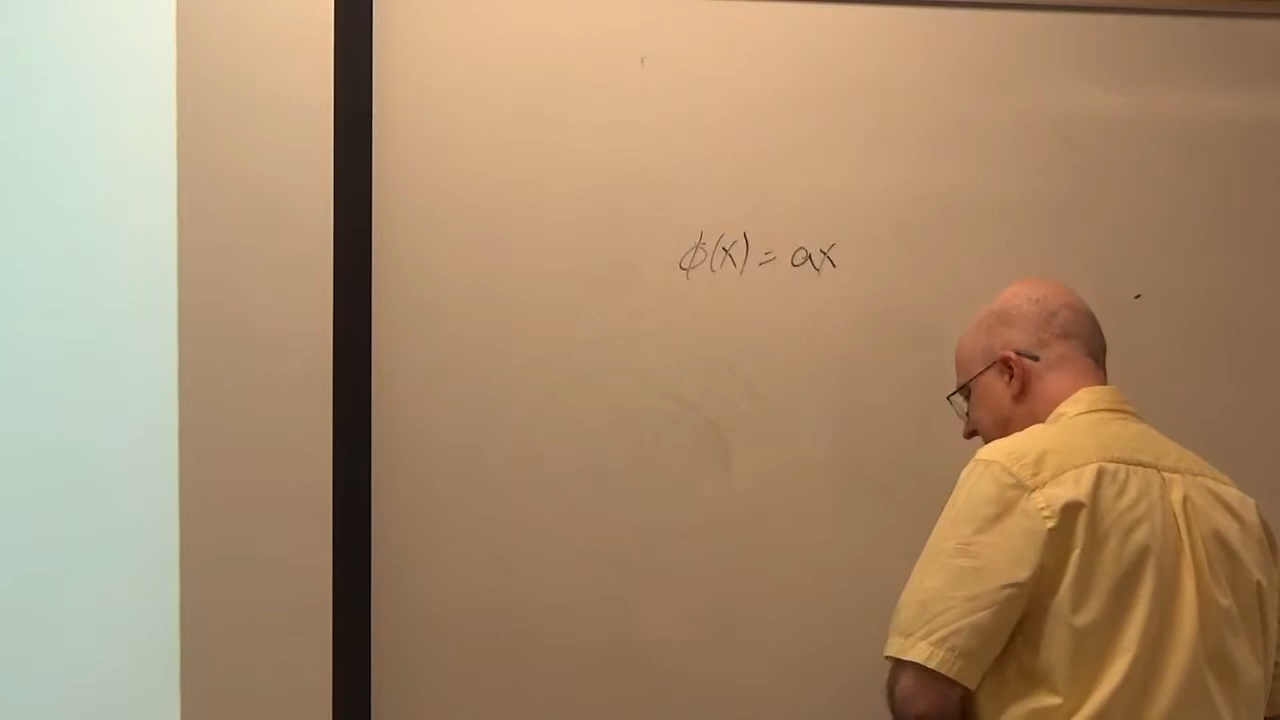 ϕ(x) = ax